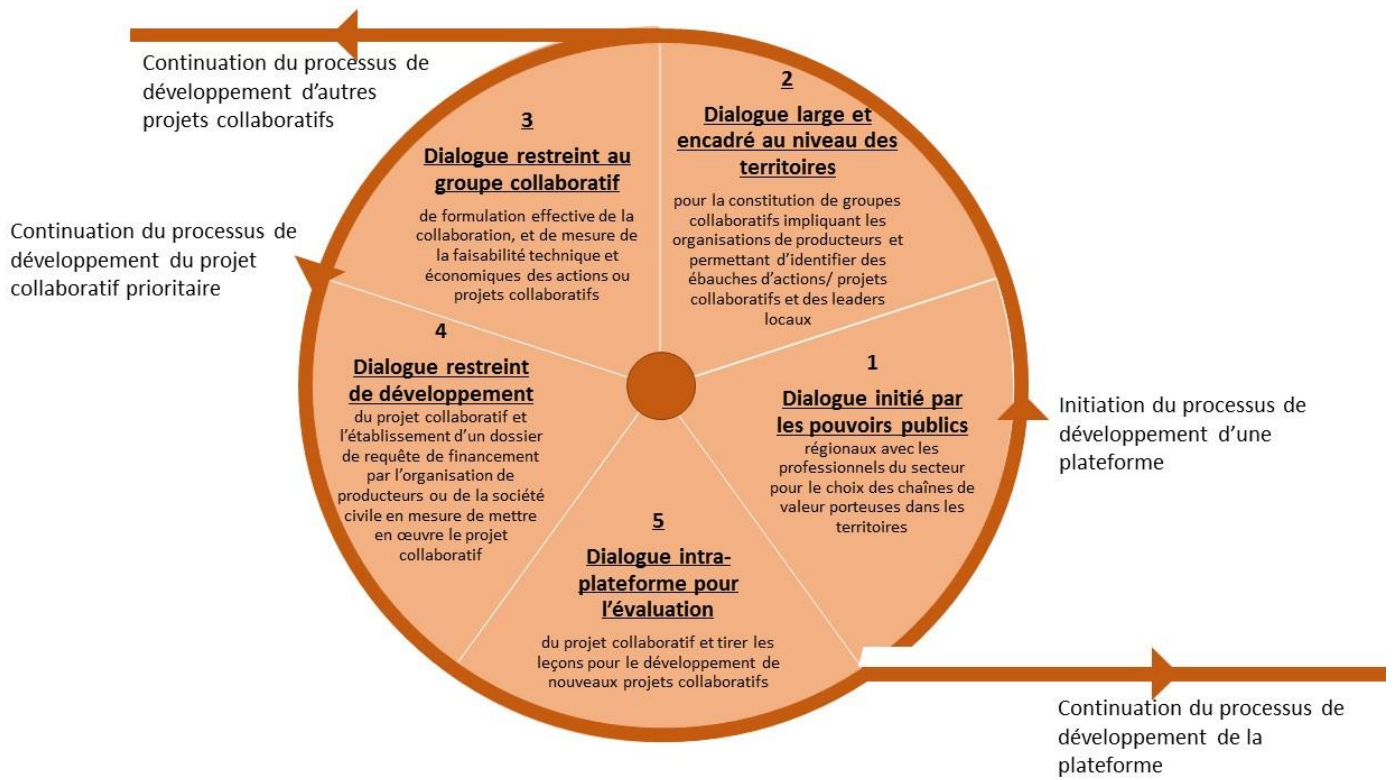 Continuation du processus de
développement d'autres
projets collaboratifs
2
Dialogue large et
encadré au niveau des
territoires
pour la constitution de groupes
collaboratifs impliquant les
organisations de producteurs et
permettant d'identifier des
ébauches d'actions/ projets
collaboratifs et des leaders
locaux
3
Dialogue restreint au
groupe collaboratif
de formulation effective de la
collaboration, et de mesure de
la faisabilité technique et
économiques des actions ou
projets collaboratifs
Continuation du processus de
développement du projet
collaboratif prioritaire
4
Dialogue restreint
de développement
du projet collaboratif et
l'établissement d'un dossier
de requête de financement
par l'organisation de
producteurs ou de la société
civile en mesure de mettre
en œuvre le projet
collaboratif
1
Dialogue initié par
les pouvoirs publics
régionaux avec les
professionnels du secteur
pour le choix des chaînes de
valeur porteuses dans les
territoires
Initiation du processus de
développement d'une
plateforme
5
Dialogue intra-
plateforme pour
l'évaluation
du projet collaboratif et tirer les
leçons pour le développement de
nouveaux projets collaboratifs
Continuation du processus de
développement de la
plateforme